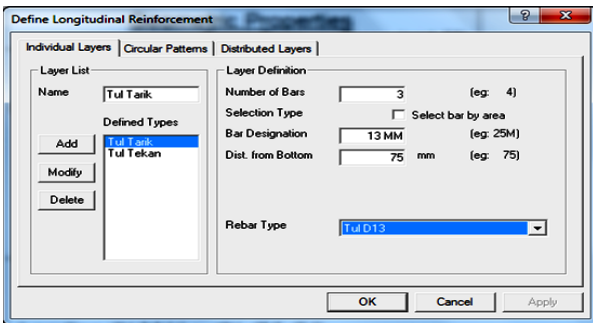 Define Longitudinal Reinforcement
Individual Layers Circular Patterns Distributed Layers
Layer List
Name Tul Tarik
Defined Types
Tul Tarik
Tul Tekan
Add
Modify
Delete
Layer Definition
Number of Bars 3 (eg: 4)
Selection Type Select bar by area
Bar Designation 13 MM (eg: 25M)
Dist. from Bottom 75 mm (eg: 75)
Rebar Type Tul D13
OK Cancel Apply